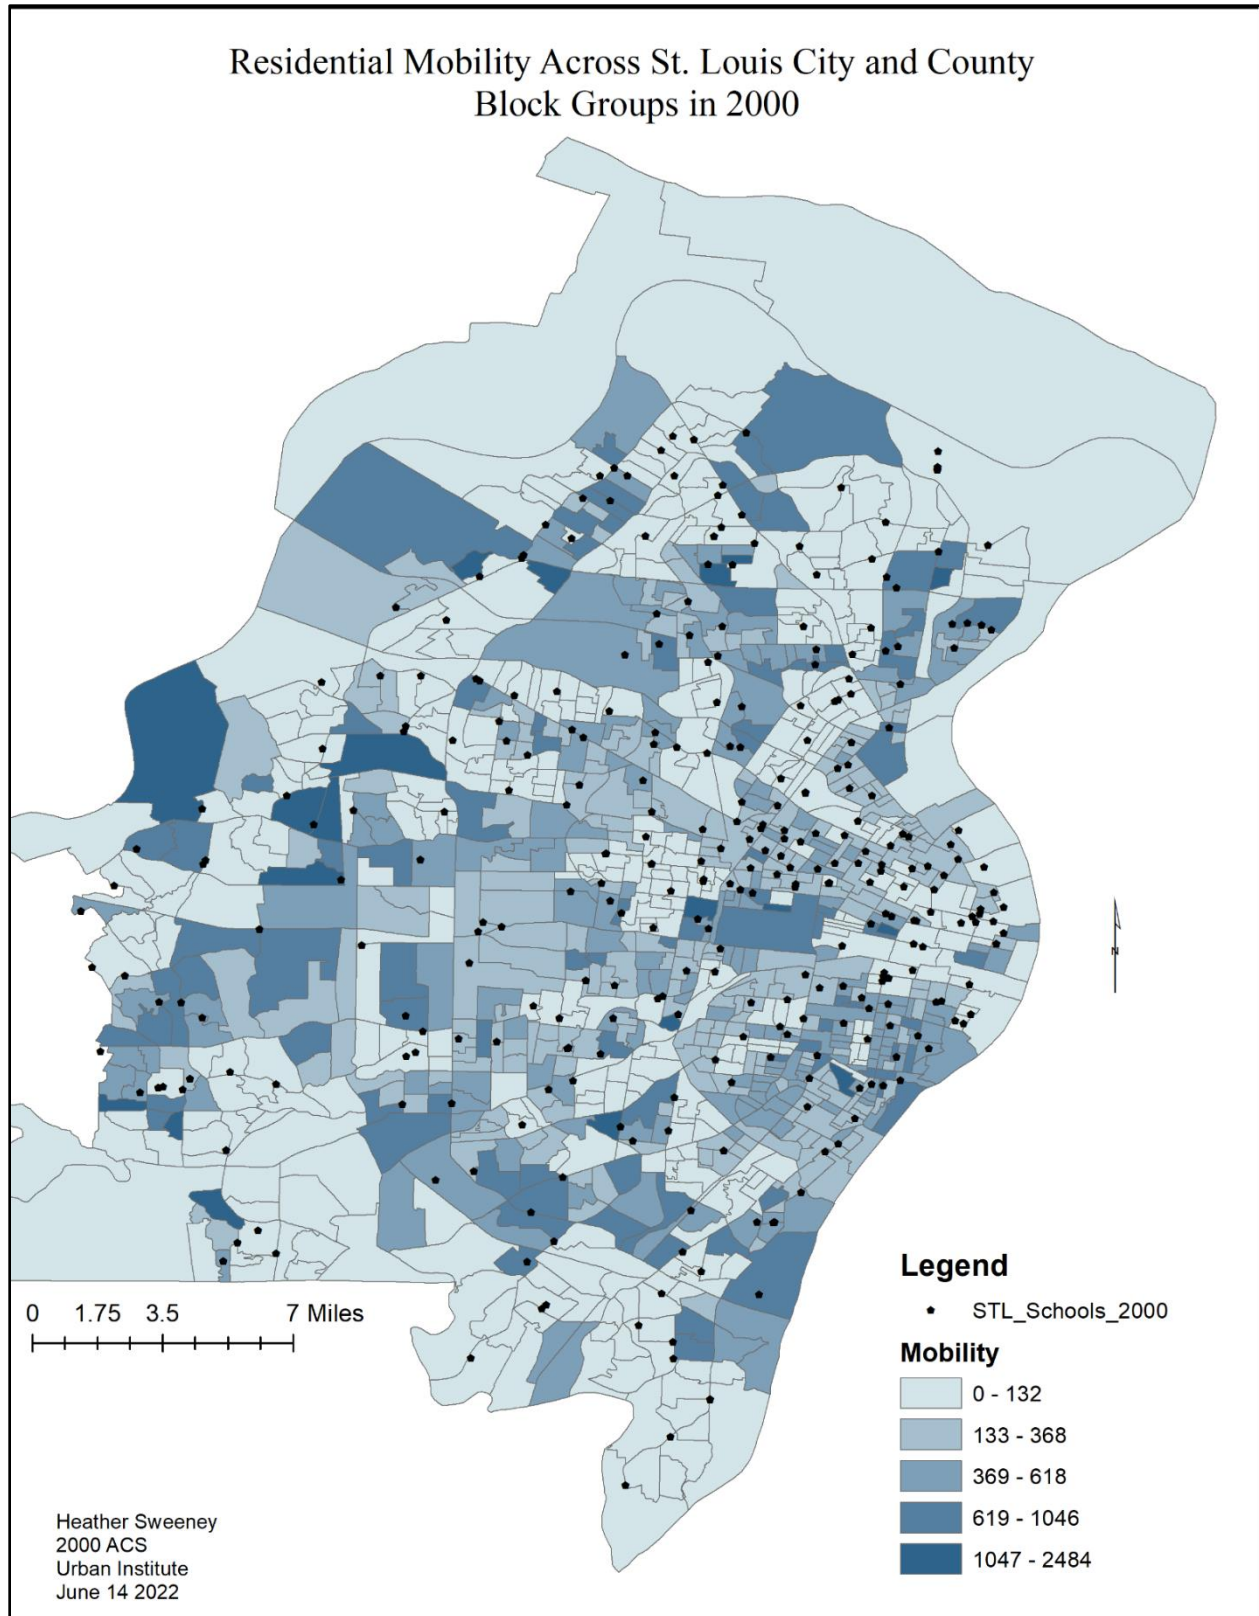 Residential Mobility Across St. Louis City and County
Block Groups in 2000
N
Legend
STL_Schools_2000
Mobility
0 - 132
133 - 368
369 - 618
619 - 1046
1047 - 2484
0 1.75 3.5 7 Miles
Heather Sweeney
2000 ACS
Urban Institute
June 14 2022